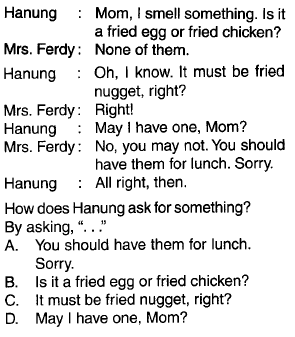 Hanung : Mom, I smell something. Is it
a fried egg or fried chicken?
Mrs. Ferdy : None of them.
Hanung : Oh, I know. It must be fried
nugget, right?
Mrs. Ferdy : Right!
Hanung : May I have one, Mom?
Mrs. Ferdy : No, you may not. You should
have them for lunch. Sorry.
Hanung : All right, then.
How does Hanung ask for something?
By asking, “. . .”
A. You should have them for lunch.
Sorry.
B. Is it a fried egg or fried chicken?
C. It must be fried nugget, right?
D. May I have one, Mom?